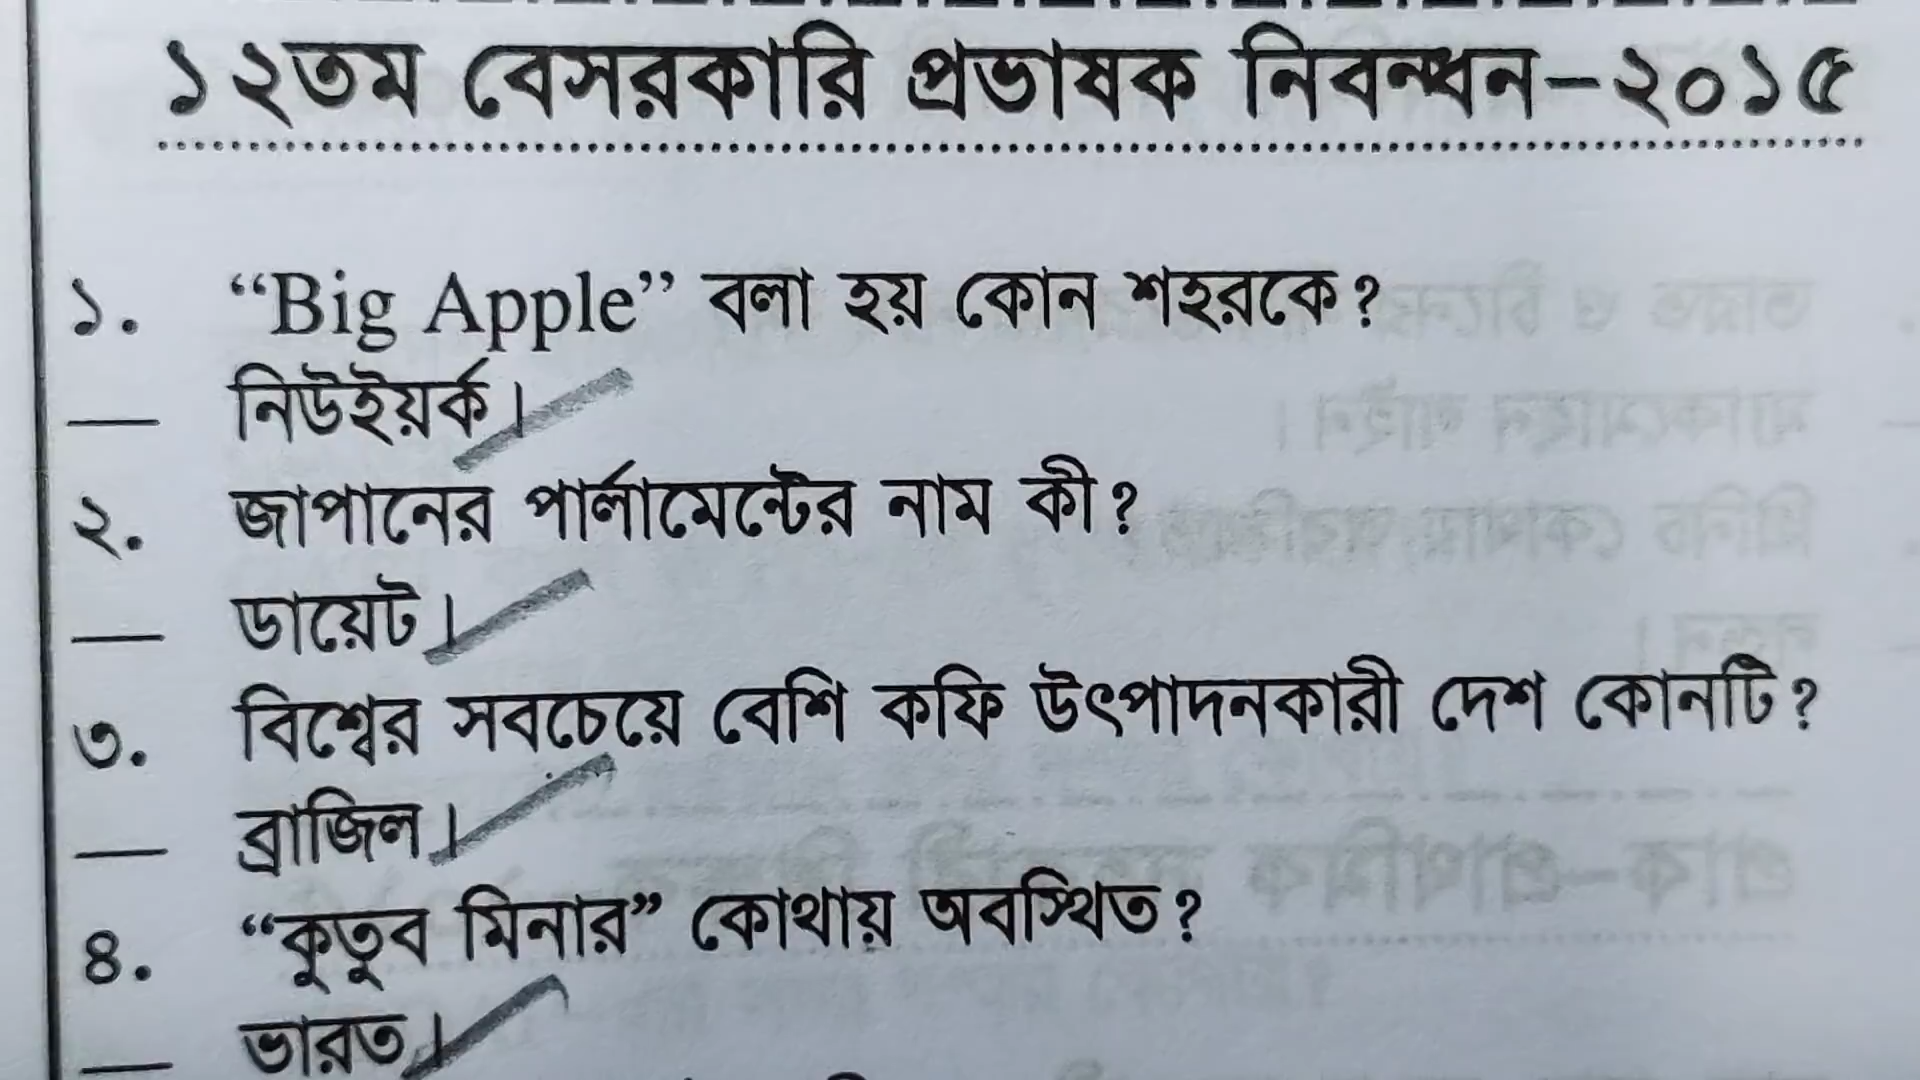 ১২তম বেসরকারি প্রভাষক নিবন্ধন-২০১৫
১. “Big Apple” বলা হয় কোন শহরকে?
— নিউইয়র্ক।
২. জাপানের পার্লামেন্টের নাম কী?
— ডায়েট।
৩. বিশ্বের সবচেয়ে বেশি কফি উৎপাদনকারী দেশ কোনটি?
— ব্রাজিল।
৪. “কুতুব মিনার” কোথায় অবস্থিত?
— ভারত।